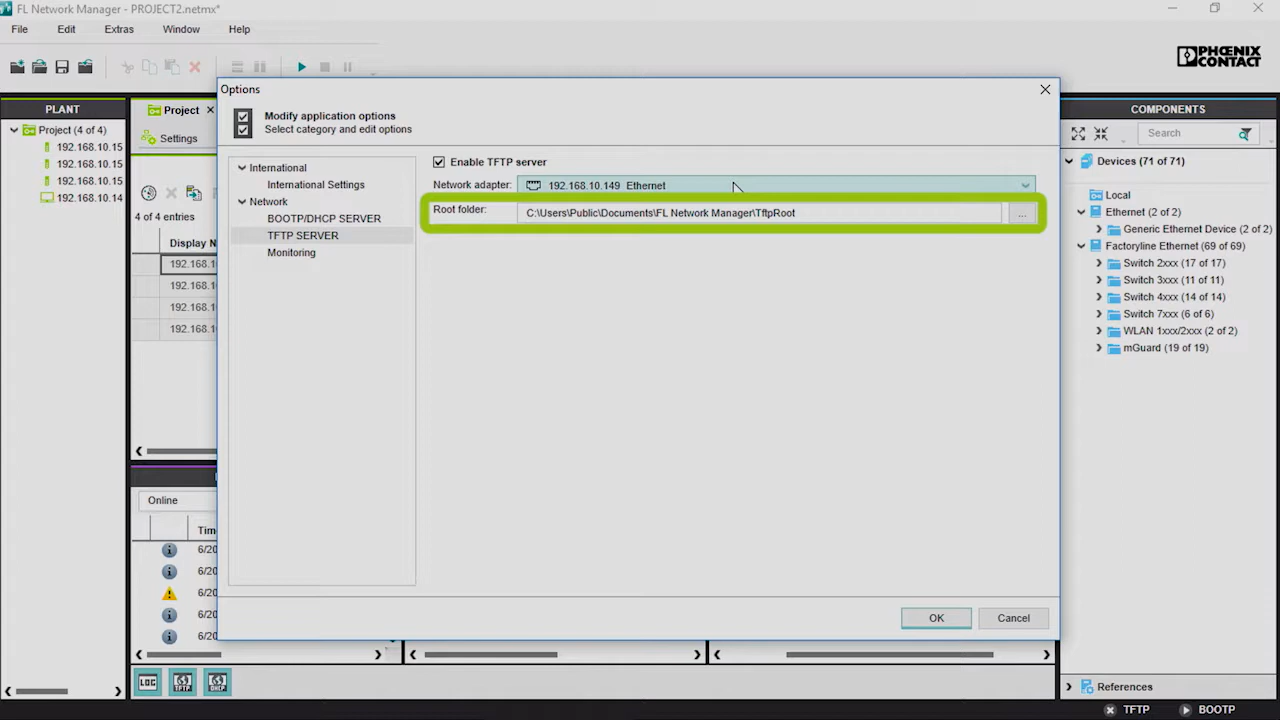 FL Network Manager - PROJECT2.netmx*
File Edit Extras Window Help
PHOENIX
CONTACT
PLANT
Project (4 of 4)
192.168.10.15
192.168.10.15
192.168.10.15
192.168.10.14
Project
Settings
4 of 4 entries
Display N
192.168.10
192.168.10
192.168.10
192.168.10
Online
Tim
6/20
6/20
6/20
6/20
6/20
LOG
TFTP
DHCP
Options
Modify application options
Select category and edit options
International
International Settings
Network
BOOTP/DHCP SERVER
TFTP SERVER
Monitoring
Enable TFTP server
Network adapter: 192.168.10.149 Ethernet
Root folder: C:\Users\Public\Documents\FL Network Manager\TftpRoot ...
OK Cancel
COMPONENTS
Search
Devices (71 of 71)
Local
Ethernet (2 of 2)
Generic Ethernet Device (2 of 2)
Factoryline Ethernet (69 of 69)
Switch 2xxx (17 of 17)
Switch 3xxx (11 of 11)
Switch 4xxx (14 of 14)
Switch 7xxx (6 of 6)
WLAN 1xxx/2xxx (2 of 2)
mGuard (19 of 19)
References
TFTP BOOTP